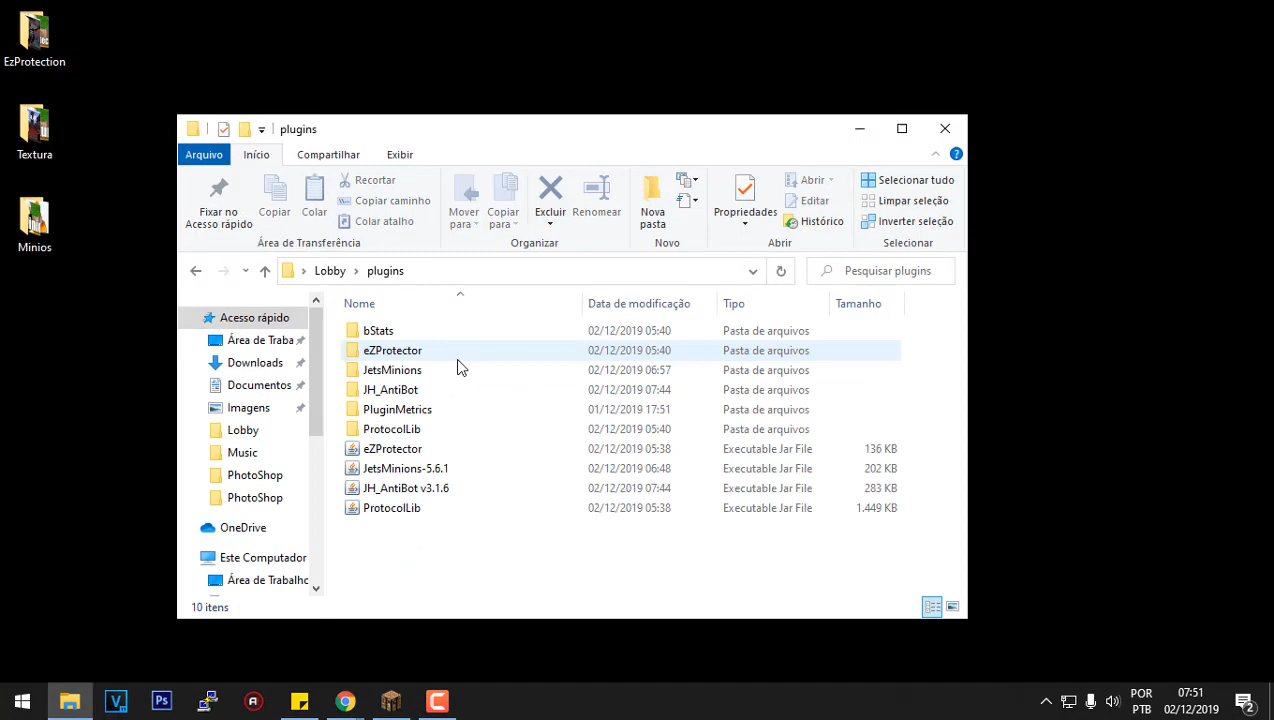 EzProtection
Textura
Minios
plugins
Arquivo Início Compartilhar Exibir
Fixar no Acesso rápido
Copiar
Colar
Recortar
Copiar caminho
Colar atalho
Área de Transferência
Mover para
Copiar para
Excluir
Renomear
Organizar
Nova pasta
Novo
Propriedades
Abrir
Editar
Histórico
Abrir
Selecionar tudo
Limpar seleção
Inverter seleção
Selecionar
Lobby plugins
Pesquisar plugins
Acesso rápido
Área de Traba
Downloads
Documentos
Imagens
Lobby
Music
PhotoShop
PhotoShop
OneDrive
Este Computador
Área de Trabalho
Nome Data de modificação Tipo Tamanho
bStats 02/12/2019 05:40 Pasta de arquivos
eZProtector 02/12/2019 05:40 Pasta de arquivos
JetsMinions 02/12/2019 06:57 Pasta de arquivos
JH_AntiBot 02/12/2019 07:44 Pasta de arquivos
PluginMetrics 01/12/2019 17:51 Pasta de arquivos
ProtocolLib 02/12/2019 05:40 Pasta de arquivos
eZProtector 02/12/2019 05:38 Executable Jar File 136 KB
JetsMinions-5.6.1 02/12/2019 06:48 Executable Jar File 202 KB
JH_AntiBot v3.1.6 02/12/2019 07:44 Executable Jar File 283 KB
ProtocolLib 02/12/2019 05:38 Executable Jar File 1.449 KB
10 itens
Ps
POR
PTB
07:51
02/12/2019
2